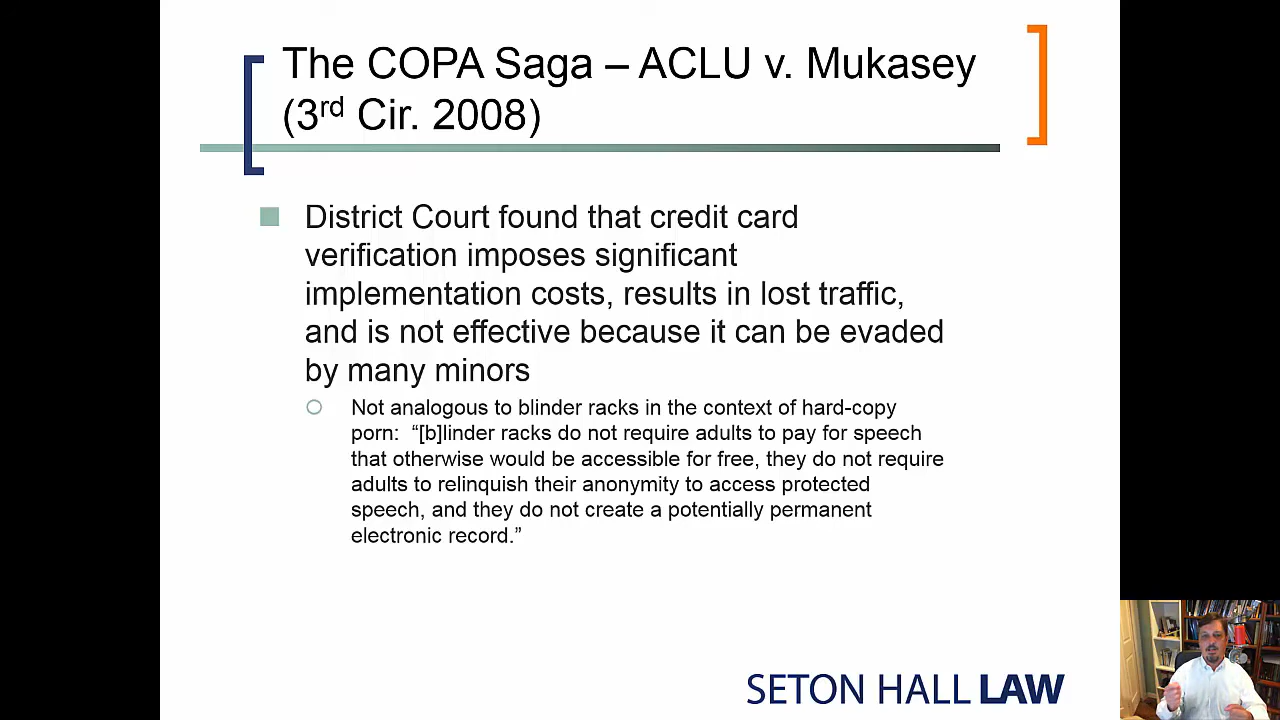 The COPA Saga – ACLU v. Mukasey
(3rd Cir. 2008)
District Court found that credit card
verification imposes significant
implementation costs, results in lost traffic,
and is not effective because it can be evaded
by many minors
Not analogous to blinder racks in the context of hard-copy
porn: “[b]linder racks do not require adults to pay for speech
that otherwise would be accessible for free, they do not require
adults to relinquish their anonymity to access protected
speech, and they do not create a potentially permanent
electronic record.”
SETON HALL LAW